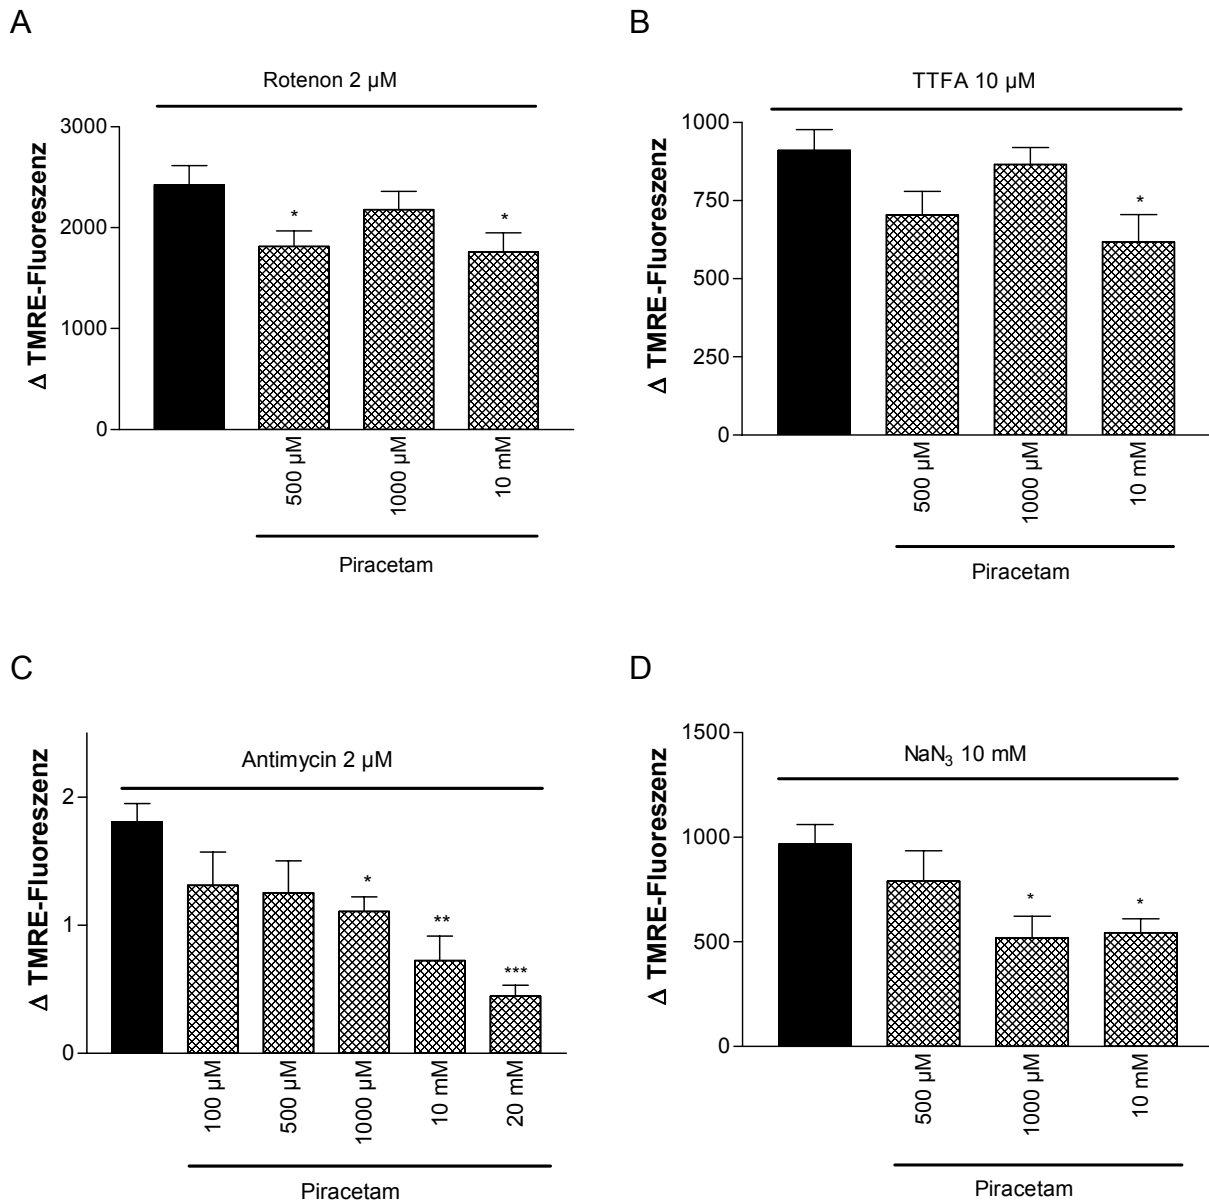 A
Rotenon 2 µM
Δ TMRE-Fluoreszenz
3000
2000
1000
0
*
*
500 µM
1000 µM
10 mM
Piracetam
B
TTFA 10 µM
Δ TMRE-Fluoreszenz
1000
750
500
250
0
*
500 µM
1000 µM
10 mM
Piracetam
C
Antimycin 2 µM
Δ TMRE-Fluoreszenz
2
1
0
*
**
***
100 µM
500 µM
1000 µM
10 mM
20 mM
Piracetam
D
NaN₃ 10 mM
Δ TMRE-Fluoreszenz
1500
1000
500
0
*
*
500 µM
1000 µM
10 mM
Piracetam